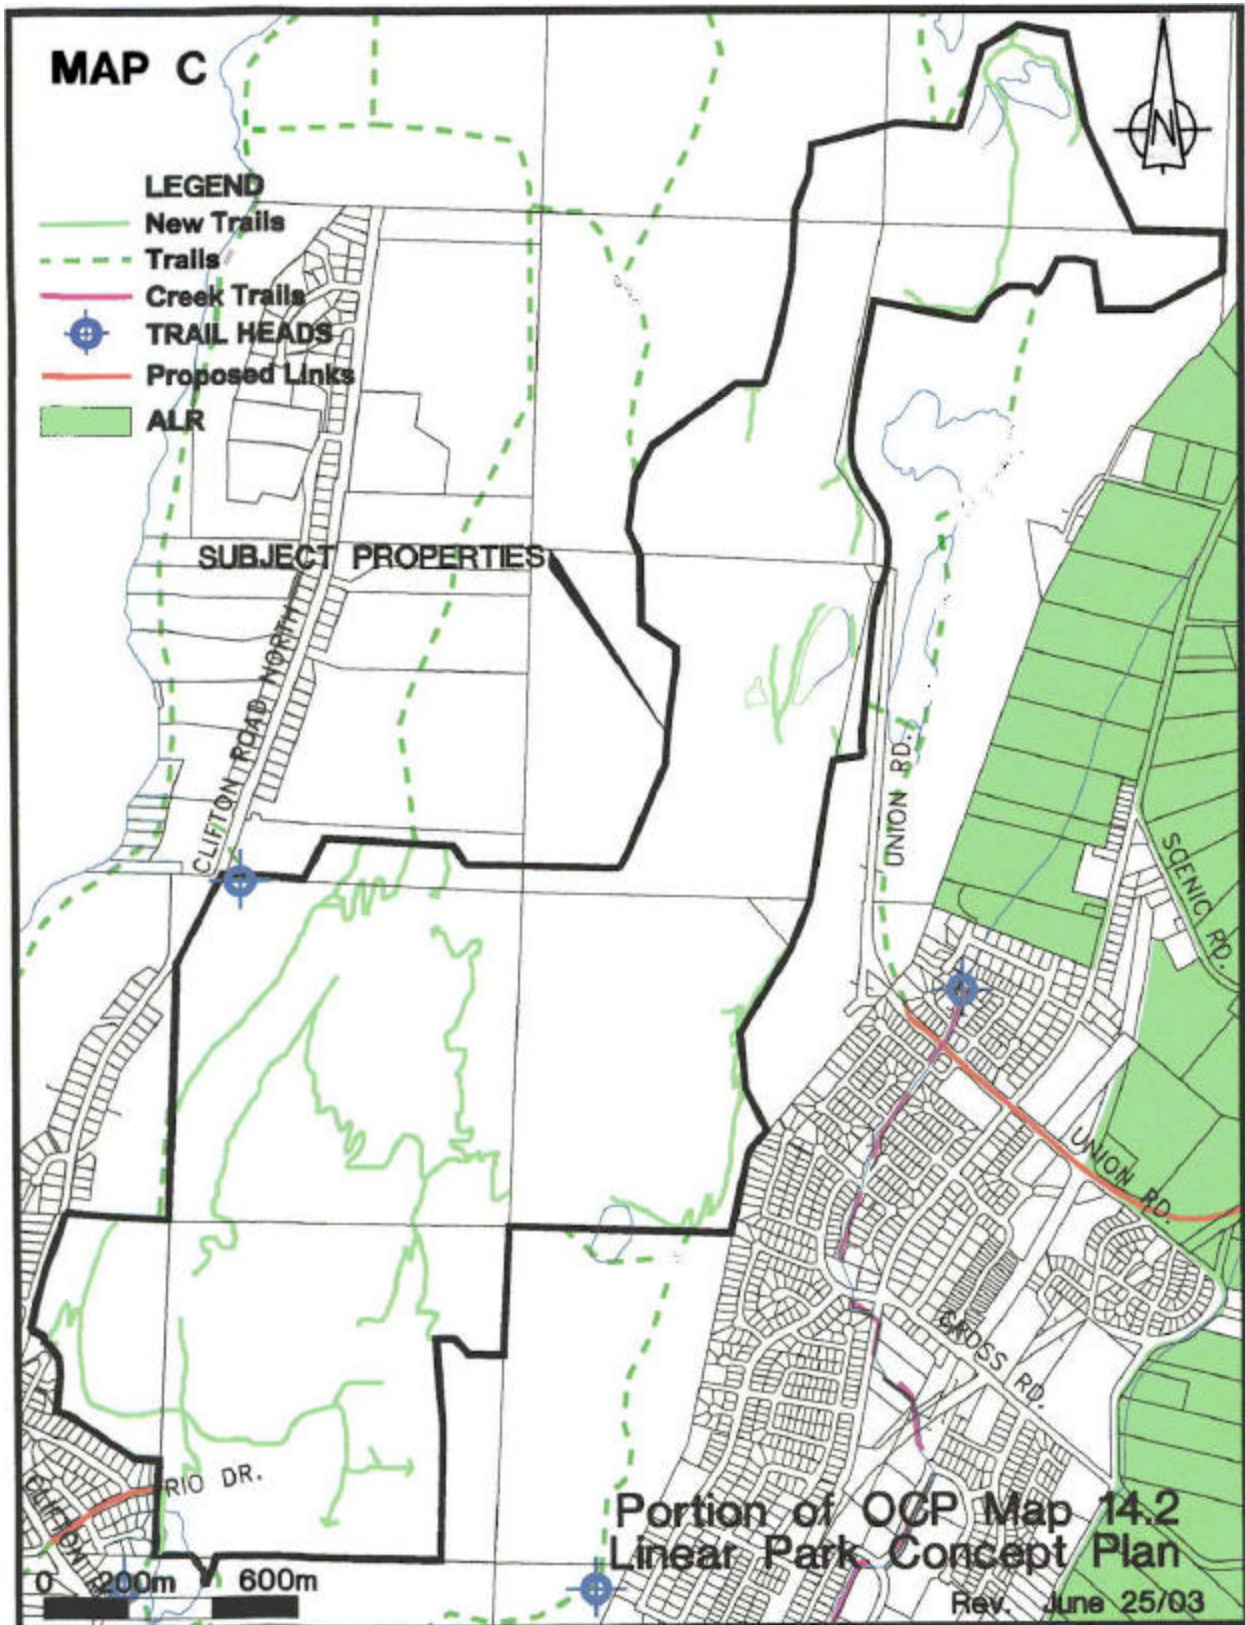 MAP C
N
LEGEND
New Trails
Trails
Creek Trails
TRAIL HEADS
Proposed Links
ALR
SUBJECT PROPERTIES
CLIFTON ROAD NORTH
UNION RD.
SCENIC RD.
UNION RD.
CROSS RD.
RIO DR.
CLIFTON
Portion of OCP Map 14.2
Linear Park Concept Plan
0 200m 600m
Rev. June 25/03